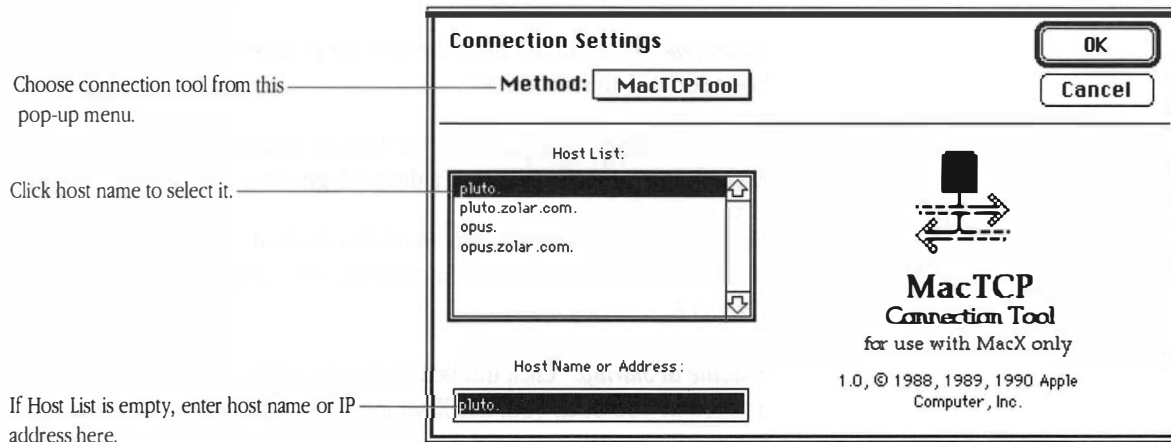 Connection Settings
OK
Choose connection tool from this
pop-up menu.
Method: MacTCPTool
Cancel
Host List:
Click host name to select it.
pluto.
pluto.zolar.com.
opus.
opus.zolar.com.
MacTCP
Connection Tool
for use with MacX only
1.0, © 1988, 1989, 1990 Apple
Computer, Inc.
Host Name or Address:
If Host List is empty, enter host name or IP
address here.
pluto.